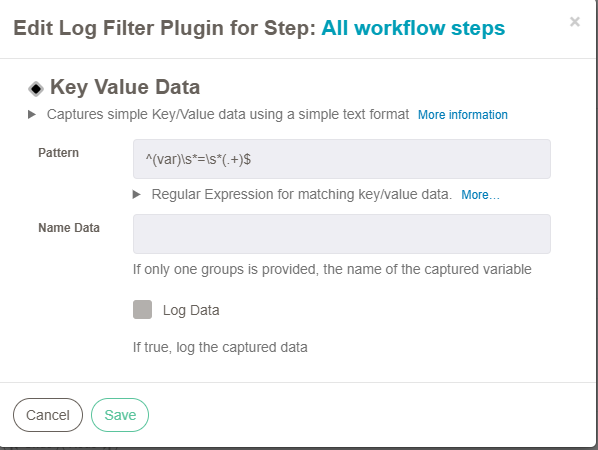 Edit Log Filter Plugin for Step: All workflow steps
×
Key Value Data
Captures simple Key/Value data using a simple text format More information
Pattern
^(var)\s*=\s*(.+)$
Regular Expression for matching key/value data. More...
Name Data
If only one groups is provided, the name of the captured variable
Log Data
If true, log the captured data
Cancel Save